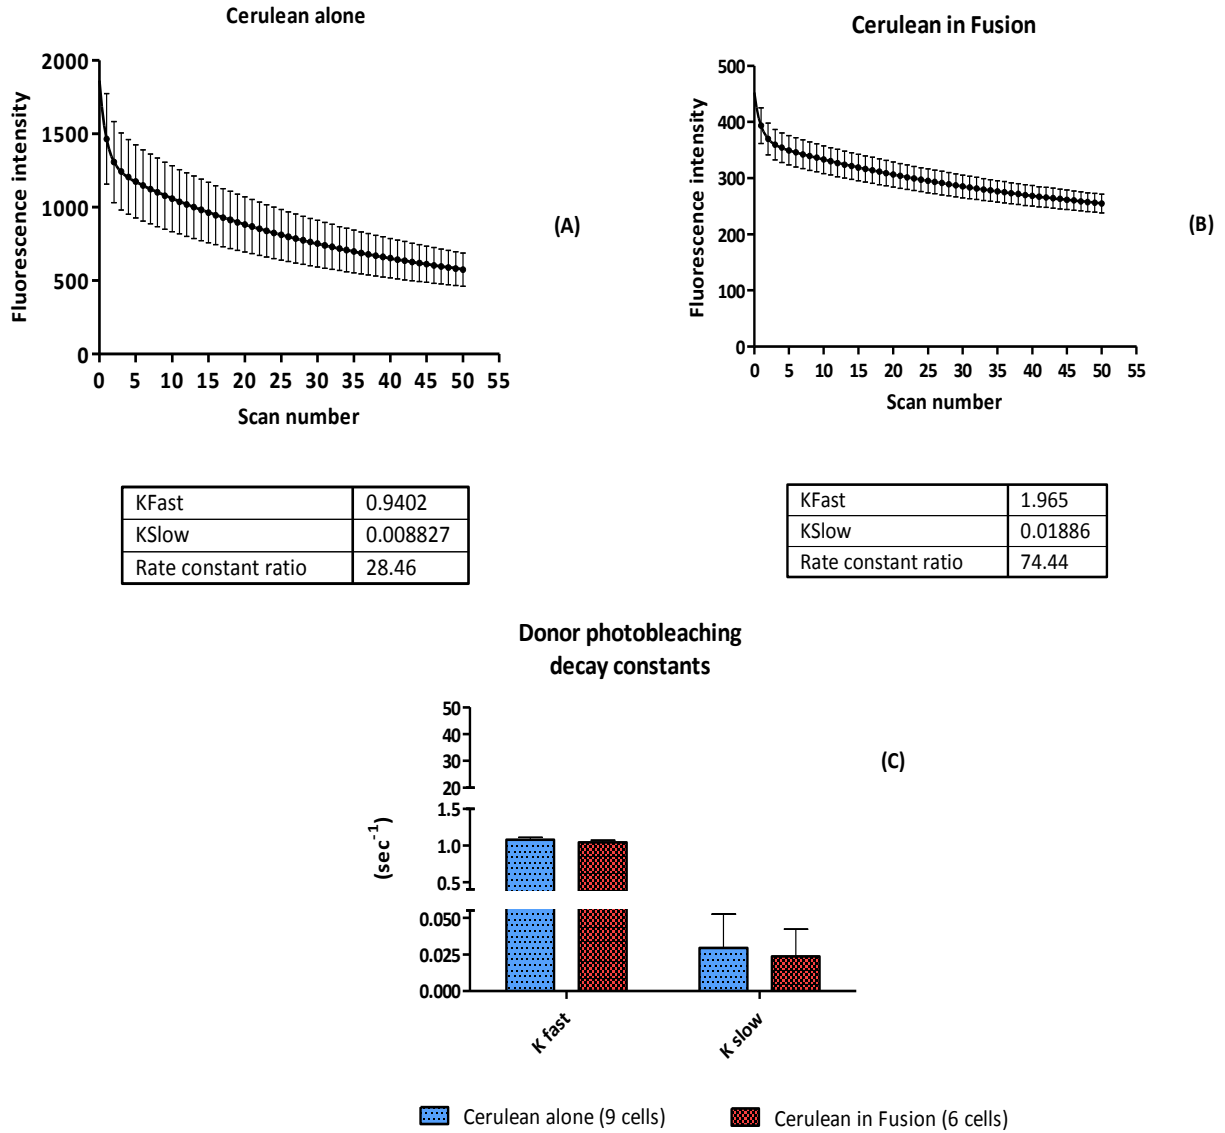 Cerulean alone
Fluorescence intensity
2000
1500
1000
500
0
0 5 10 15 20 25 30 35 40 45 50 55
Scan number
(A)
Cerulean in Fusion
Fluorescence intensity
500
400
300
200
100
0
0 5 10 15 20 25 30 35 40 45 50 55
Scan number
(B)
KFast 0.9402
KSlow 0.008827
Rate constant ratio 28.46
KFast 1.965
KSlow 0.01886
Rate constant ratio 74.44
Donor photobleaching
decay constants
(C)
(sec⁻¹)
50
40
30
20
1.5
1.0
0.5
0.050
0.025
0.000
K fast
K slow
Cerulean alone (9 cells)
Cerulean in Fusion (6 cells)